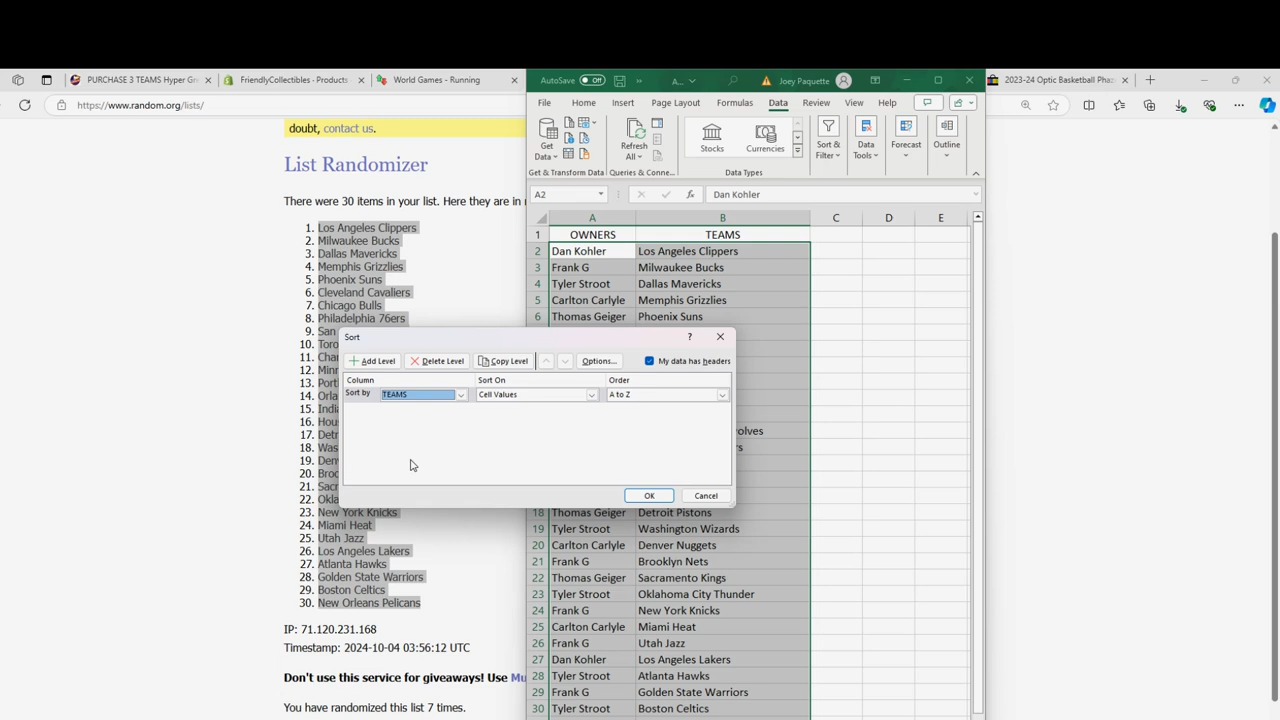 PURCHASE 3 TEAMS Hyper Gr
FriendlyCollectibles - Products
World Games - Running
AutoSave Off
A...
Joey Paquette
2023-24 Optic Basketball Pha
https://www.random.org/lists/
File Home Insert Page Layout Formulas Data Review View Help
doubt, contact us.
List Randomizer
There were 30 items in your list. Here they are in
1. Los Angeles Clippers
2. Milwaukee Bucks
3. Dallas Mavericks
4. Memphis Grizzlies
5. Phoenix Suns
6. Cleveland Cavaliers
7. Chicago Bulls
8. Philadelphia 76ers
9. San
10. Toro
11. Cha
12. Minn
13. Port
14. Orla
15. India
16. Hou
17. Detr
18. Was
19. Den
20. Broo
21. Sacr
22. Okla
23. New York Knicks
24. Miami Heat
25. Utah Jazz
26. Los Angeles Lakers
27. Atlanta Hawks
28. Golden State Warriors
29. Boston Celtics
30. New Orleans Pelicans
IP: 71.120.231.168
Timestamp: 2024-10-04 03:56:12 UTC
Don't use this service for giveaways! Use Mu
You have randomized this list 7 times.
Get Data
Refresh All
Stocks
Currencies
Sort & Filter
Data Tools
Forecast
Outline
Get & Transform Data
Queries & Conne...
Data Types
A2
fx
Dan Kohler
A B C D E
1 OWNERS TEAMS
2 Dan Kohler Los Angeles Clippers
3 Frank G Milwaukee Bucks
4 Tyler Stroot Dallas Mavericks
5 Carlton Carlyle Memphis Grizzlies
6 Thomas Geiger Phoenix Suns
Sort
?
Add Level
Delete Level
Copy Level
Options...
My data has headers
Column Sort On Order
Sort by TEAMS Cell Values A to Z
OK
Cancel
olves
rs
18 Thomas Geiger Detroit Pistons
19 Tyler Stroot Washington Wizards
20 Carlton Carlyle Denver Nuggets
21 Frank G Brooklyn Nets
22 Thomas Geiger Sacramento Kings
23 Tyler Stroot Oklahoma City Thunder
24 Frank G New York Knicks
25 Carlton Carlyle Miami Heat
26 Frank G Utah Jazz
27 Dan Kohler Los Angeles Lakers
28 Tyler Stroot Atlanta Hawks
29 Frank G Golden State Warriors
30 Tyler Stroot Boston Celtics